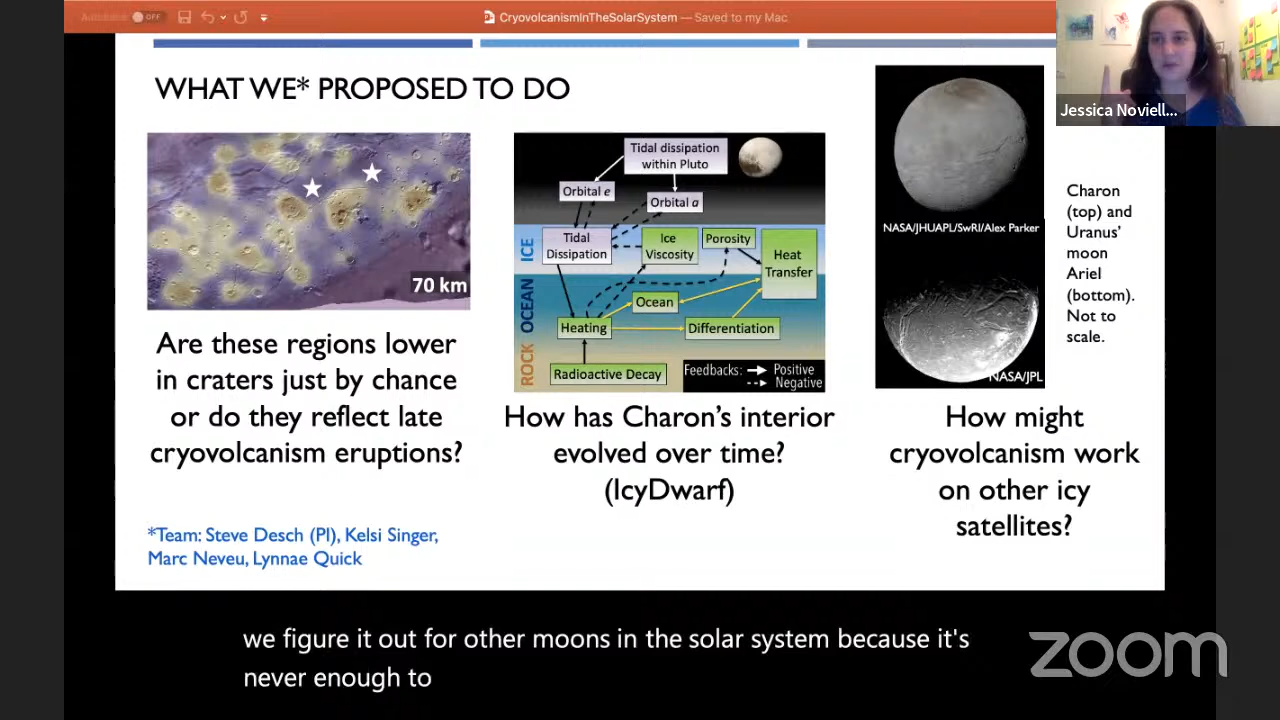 AutoSave OFF
CryovolcanismInTheSolarSystem — Saved to my Mac
Jessica Noviell...
WHAT WE* PROPOSED TO DO
70 km
Are these regions lower
in craters just by chance
or do they reflect late
cryovolcanism eruptions?
*Team: Steve Desch (PI), Kelsi Singer,
Marc Neveu, Lynnae Quick
Tidal dissipation
within Pluto
Orbital e
Orbital a
ICE
OCEAN
ROCK
Tidal
Dissipation
Ice
Viscosity
Porosity
Heat
Transfer
Ocean
Heating
Differentiation
Radioactive Decay
Feedbacks:
Positive
Negative
How has Charon's interior
evolved over time?
(IcyDwarf)
NASA/JHUAPL/SwRI/Alex Parker
NASA/JPL
Charon
(top) and
Uranus'
moon
Ariel
(bottom).
Not to
scale.
How might
cryovolcanism work
on other icy
satellites?
we figure it out for other moons in the solar system because it's
never enough to
zoom